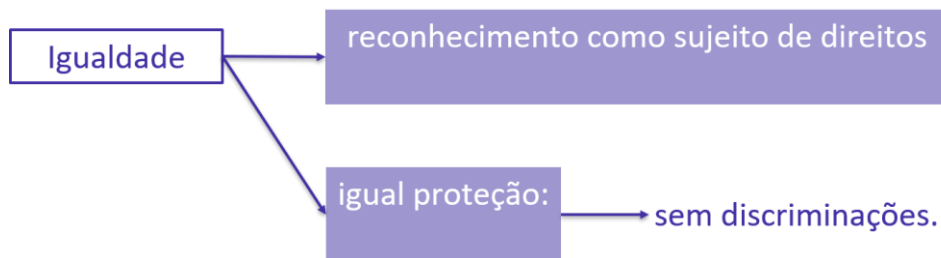 Igualdade
reconhecimento como sujeito de direitos
igual proteção:
sem discriminações.